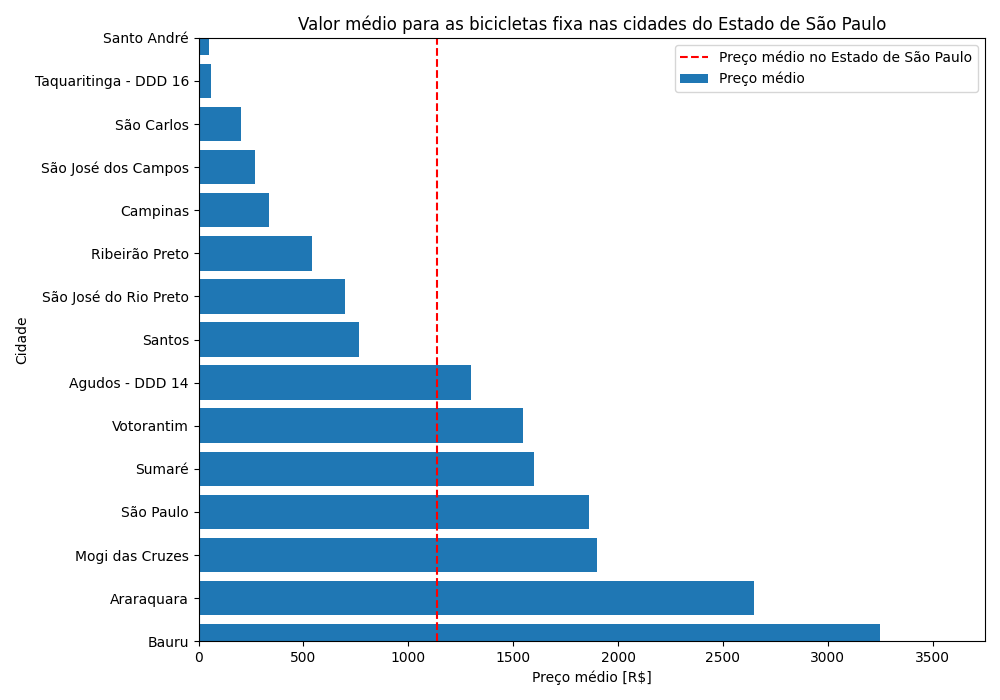 Valor médio para as bicicletas fixa nas cidades do Estado de São Paulo
Preço médio no Estado de São Paulo
Preço médio
Cidade
Santo André
Taquaritinga - DDD 16
São Carlos
São José dos Campos
Campinas
Ribeirão Preto
São José do Rio Preto
Santos
Agudos - DDD 14
Votorantim
Sumaré
São Paulo
Mogi das Cruzes
Araraquara
Bauru
0 500 1000 1500 2000 2500 3000 3500
Preço médio [R$]